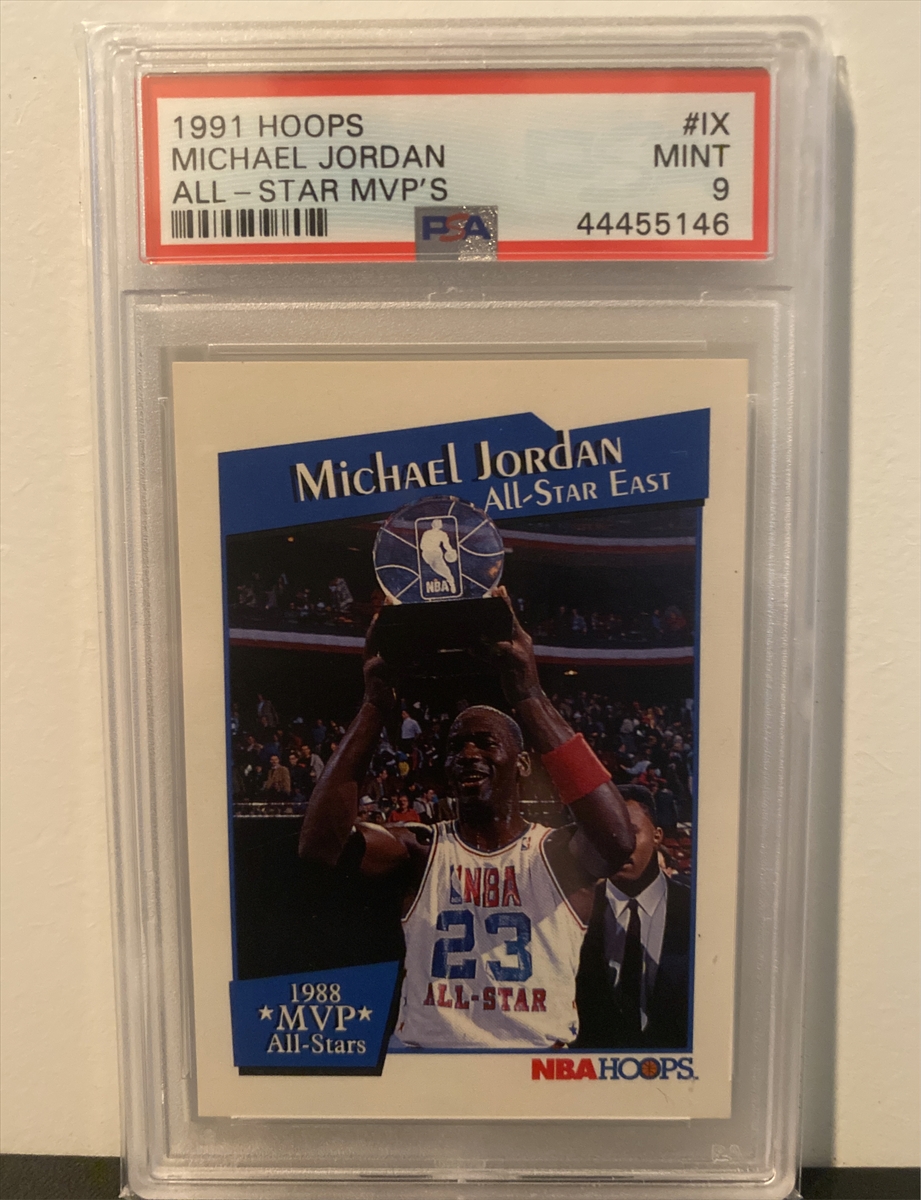 1991 HOOPS #IX
MICHAEL JORDAN MINT
ALL-STAR MVP'S 9
PSA 44455146
Michael Jordan
All-Star East
NBA
NBA
23
ALL-STAR
1988
★MVP★
All-Stars
NBA HOOPS